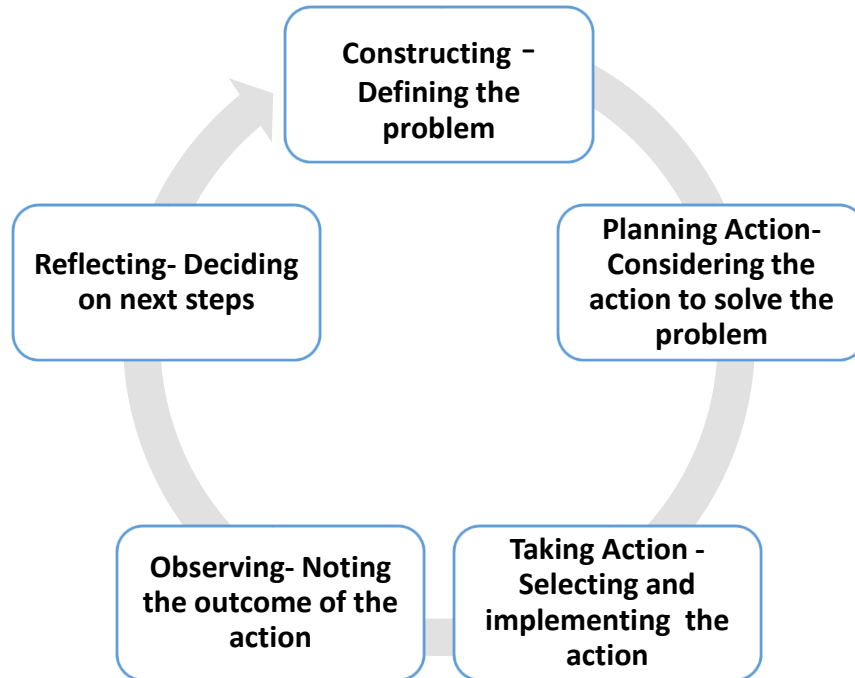 Constructing -
Defining the
problem
Planning Action-
Considering the
action to solve the
problem
Taking Action -
Selecting and
implementing the
action
Observing- Noting
the outcome of the
action
Reflecting- Deciding
on next steps